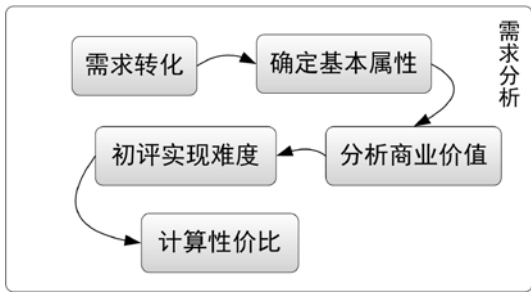 需求分析
需求转化
确定基本属性
分析商业价值
初评实现难度
计算性价比